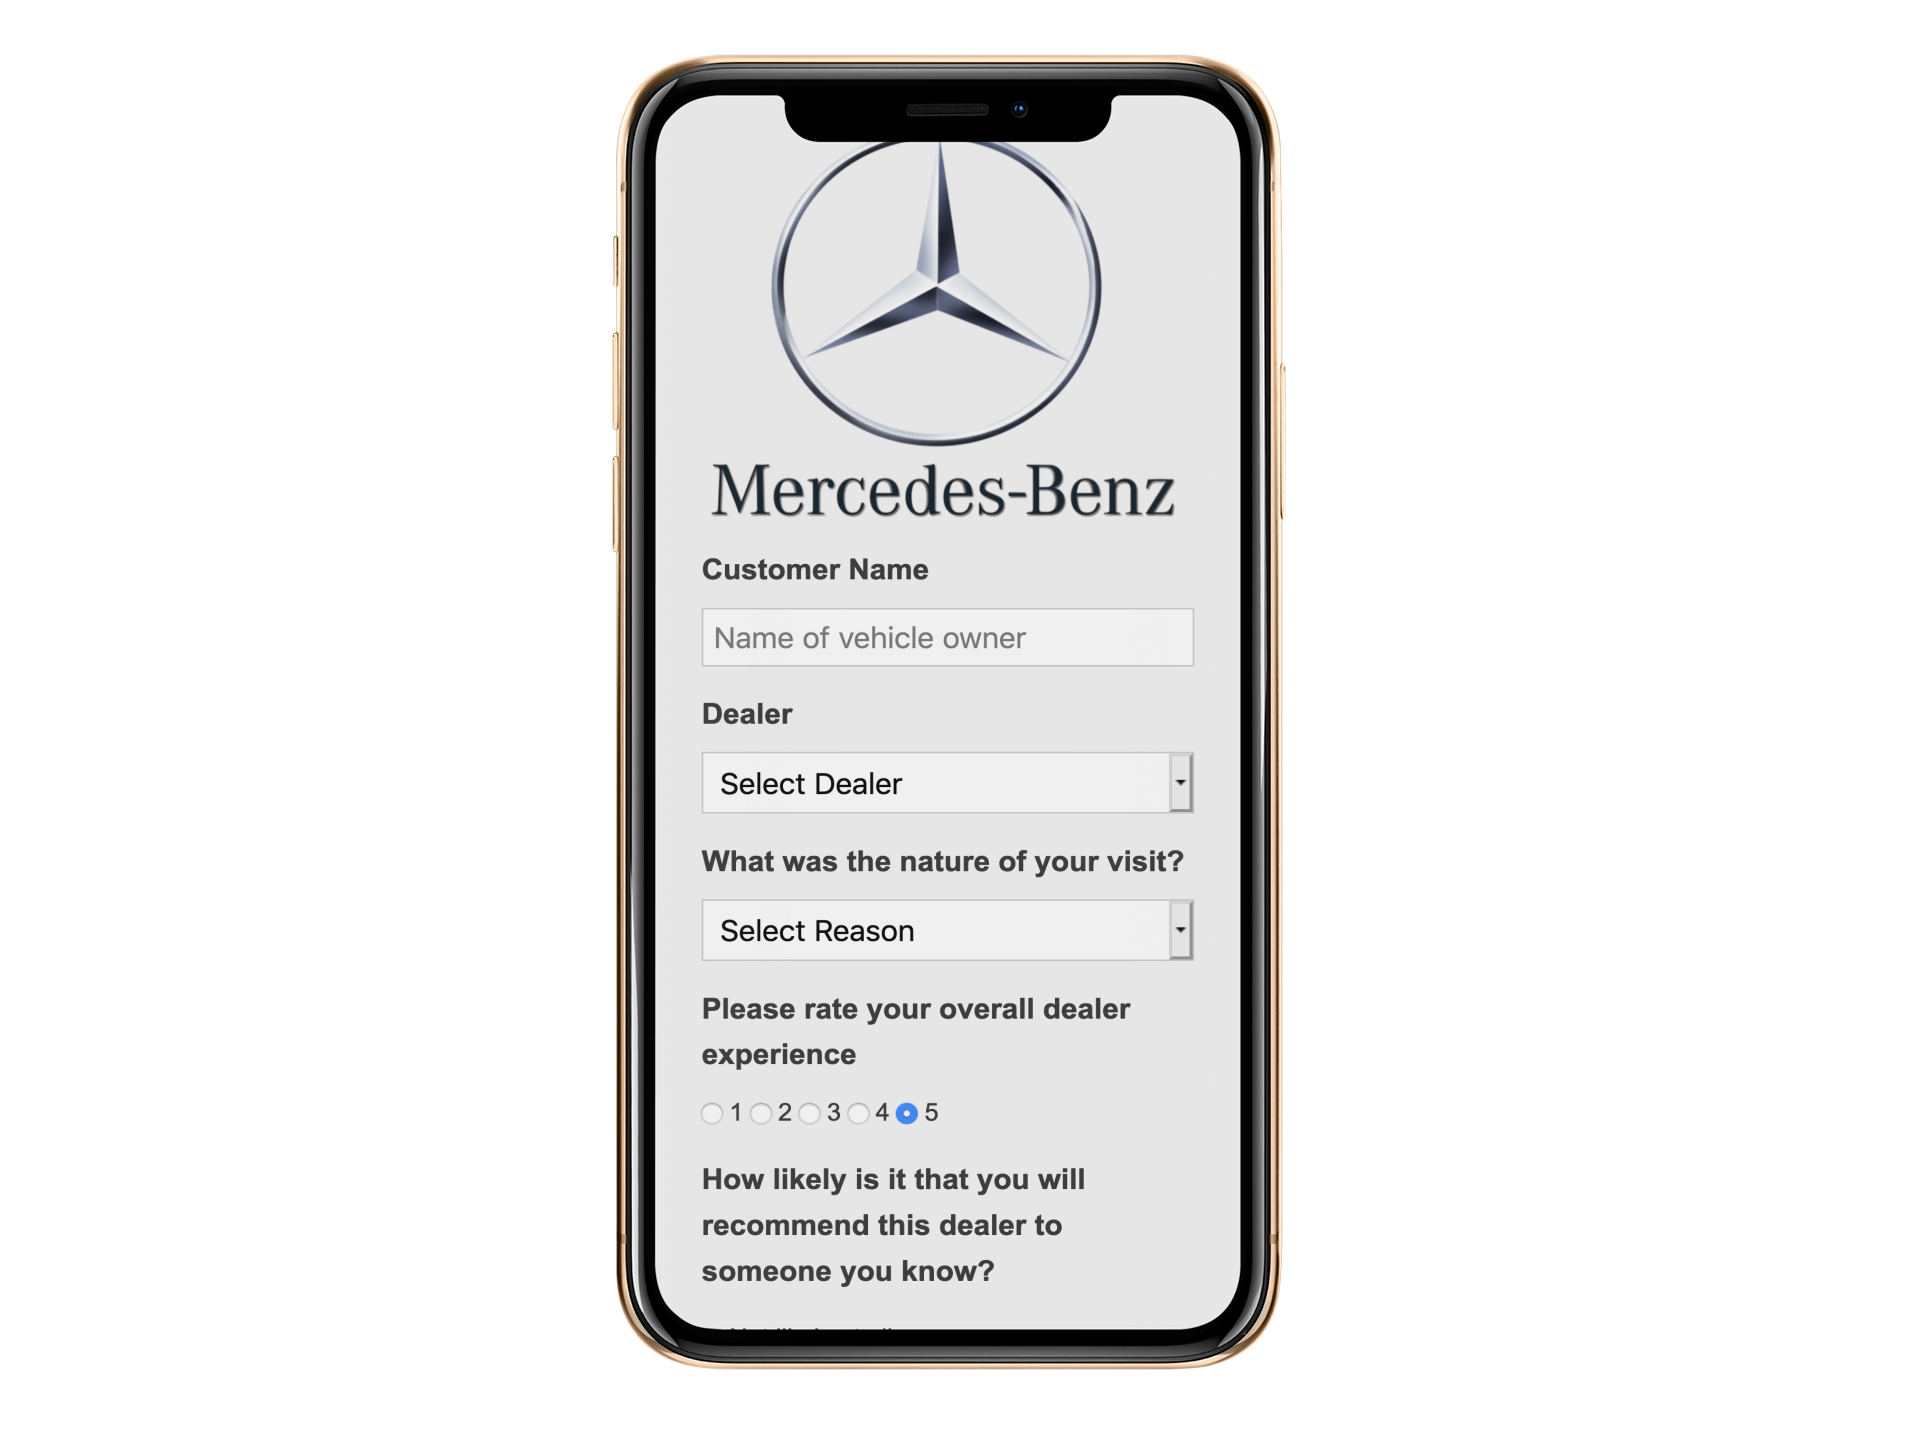 Mercedes-Benz
Customer Name
Name of vehicle owner
Dealer
Select Dealer
What was the nature of your visit?
Select Reason
Please rate your overall dealer
experience
1 2 3 4 5
How likely is it that you will
recommend this dealer to
someone you know?